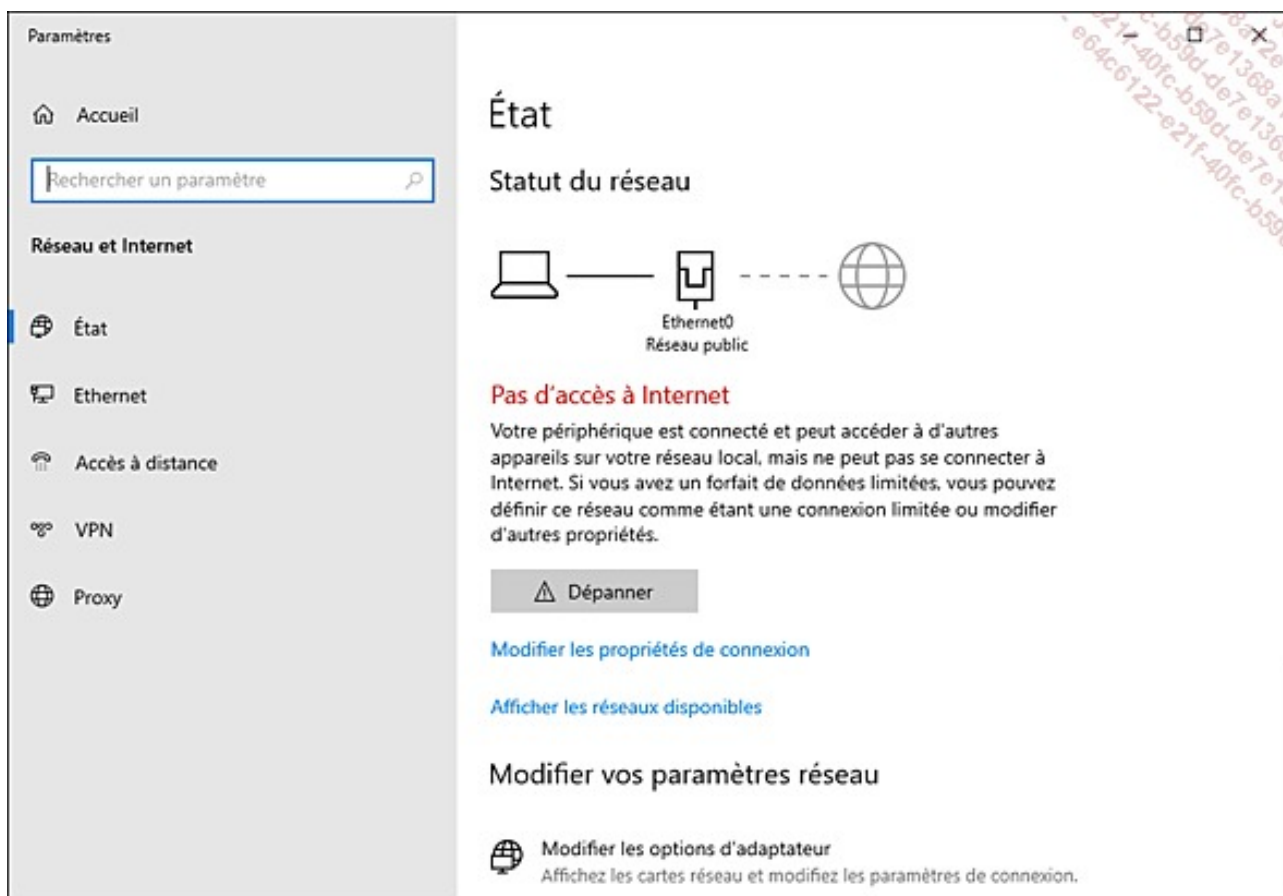 Paramètres
Accueil
Rechercher un paramètre
Réseau et Internet
État
Ethernet
Accès à distance
VPN
Proxy
État
Statut du réseau
Ethernet0
Réseau public
Pas d'accès à Internet
Votre périphérique est connecté et peut accéder à d'autres
appareils sur votre réseau local, mais ne peut pas se connecter à
Internet. Si vous avez un forfait de données limitées, vous pouvez
définir ce réseau comme étant une connexion limitée ou modifier
d'autres propriétés.
Dépanner
Modifier les propriétés de connexion
Afficher les réseaux disponibles
Modifier vos paramètres réseau
Modifier les options d'adaptateur
Affichez les cartes réseau et modifiez les paramètres de connexion.